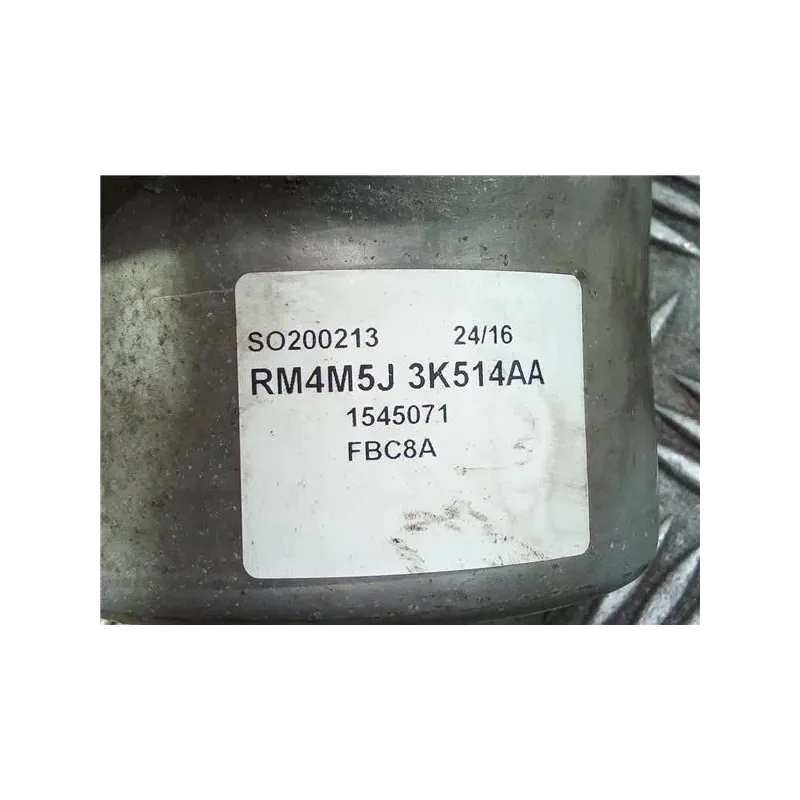 SO200213 24/16
RM4M5J 3K514AA
1545071
FBC8A